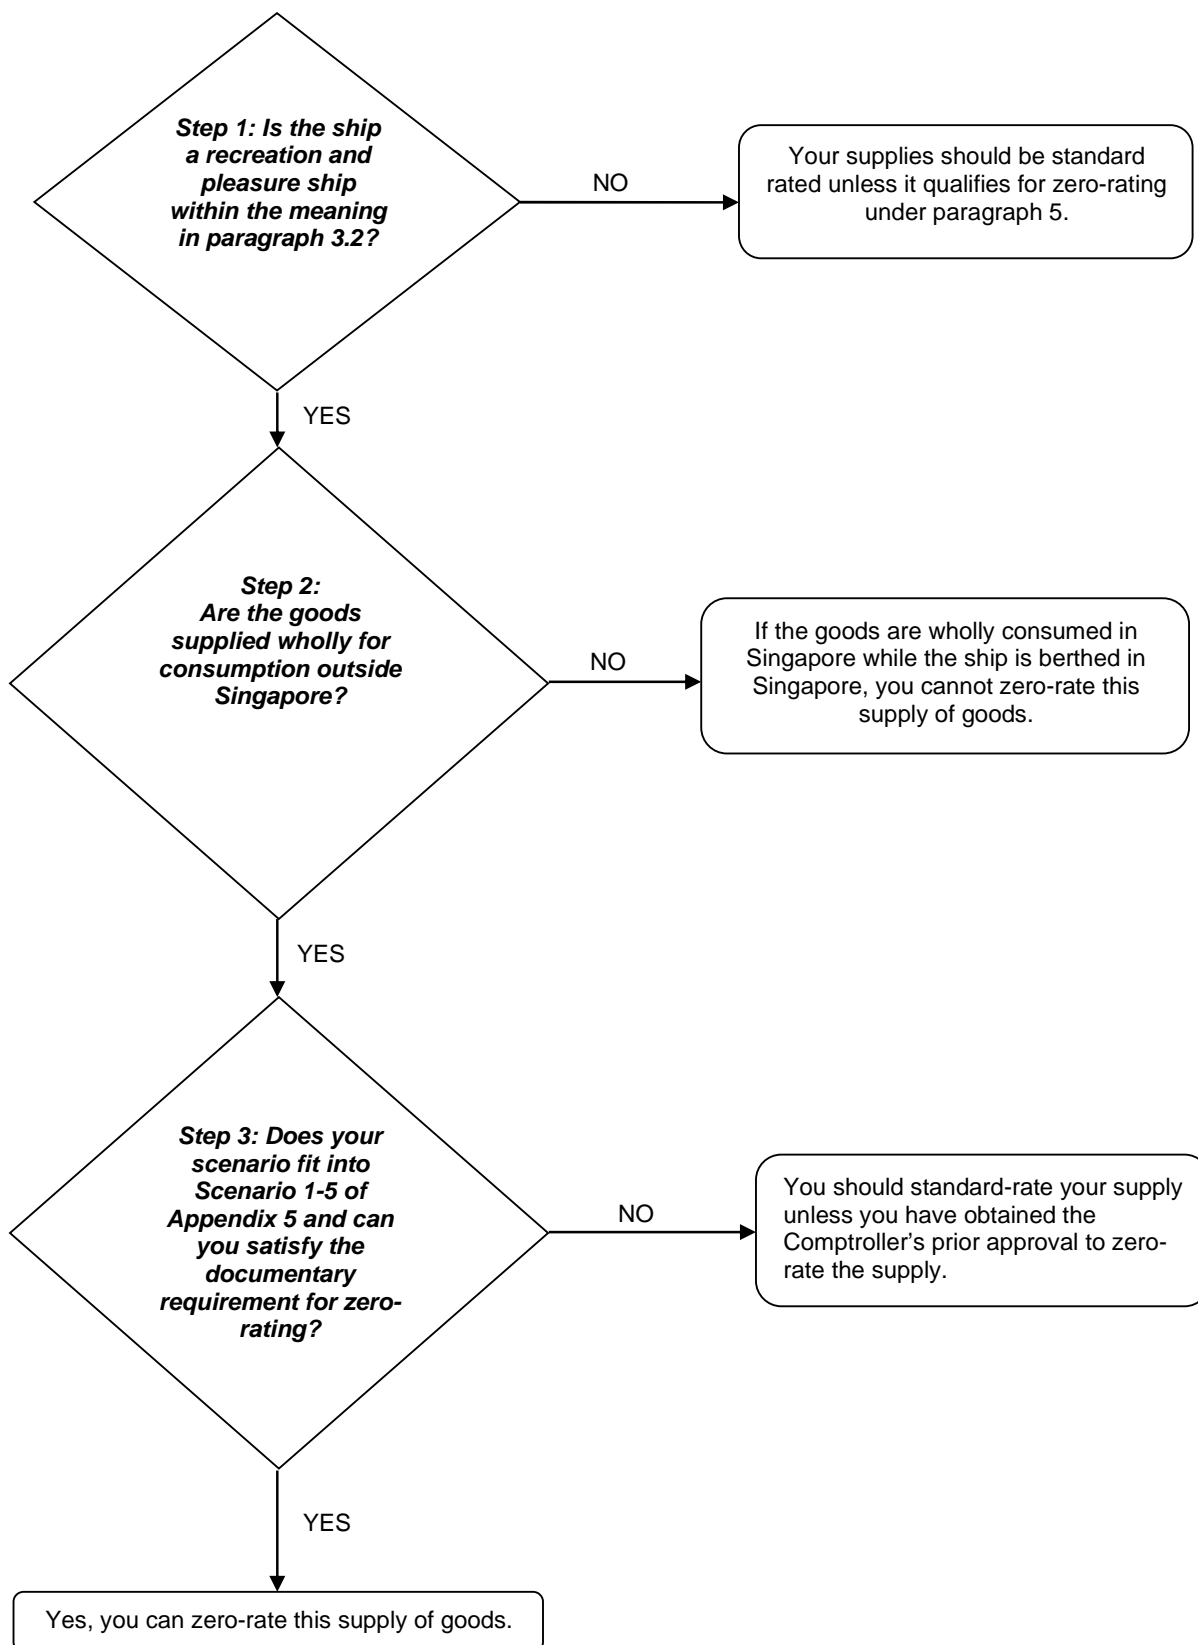 Step 1: Is the ship
a recreation and
pleasure ship
within the meaning
in paragraph 3.2?
NO
Your supplies should be standard
rated unless it qualifies for zero-rating
under paragraph 5.
YES
Step 2:
Are the goods
supplied wholly for
consumption outside
Singapore?
NO
If the goods are wholly consumed in
Singapore while the ship is berthed in
Singapore, you cannot zero-rate this
supply of goods.
YES
Step 3: Does your
scenario fit into
Scenario 1-5 of
Appendix 5 and can
you satisfy the
documentary
requirement for zero-
rating?
NO
You should standard-rate your supply
unless you have obtained the
Comptroller's prior approval to zero-
rate the supply.
YES
Yes, you can zero-rate this supply of goods.